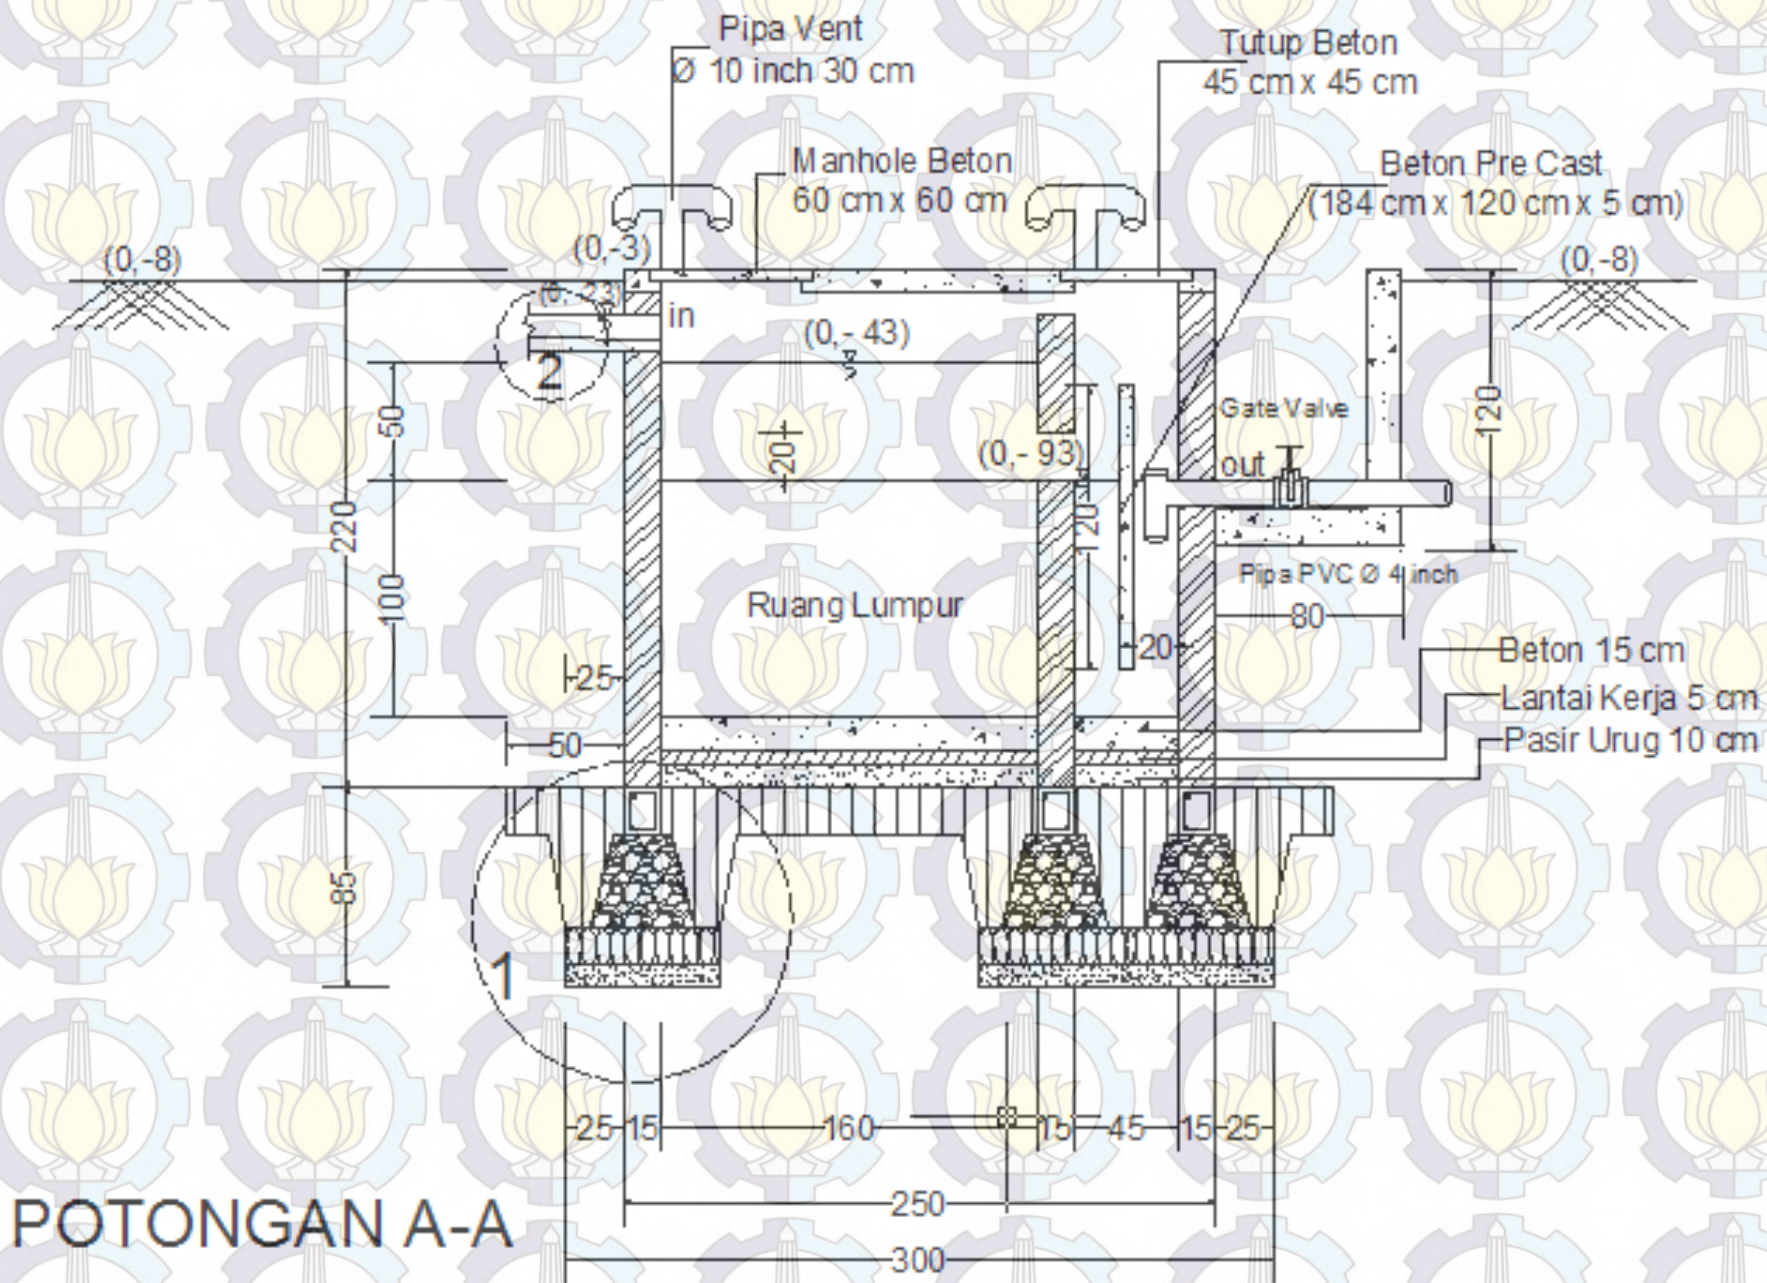 Pipa Vent
Ø 10 inch 30 cm
Tutup Beton
45 cm x 45 cm
Manhole Beton
60 cm x 60 cm
Beton Pre Cast
(184 cm x 120 cm x 5 cm)
(0,-8)
(0,-3)
(0,-8)
(0,-23)
in
(0,- 43)
2
50
120
Gate Valve
20
(0,- 93)
out
220
120
100
Pipa PVC Ø 4 inch
Ruang Lumpur
80
20
Beton 15 cm
25
Lantai Kerja 5 cm
50
Pasir Urug 10 cm
85
1
25 15 160 15 45 15 25
250
POTONGAN A-A
300